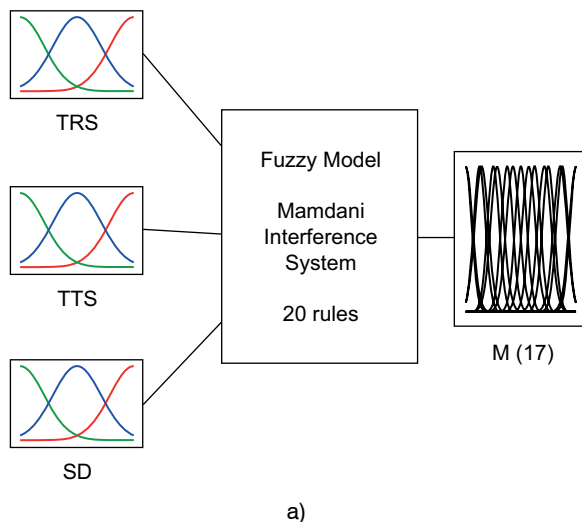 TRS
TTS
SD
Fuzzy Model
Mamdani
Interference
System
20 rules
M (17)
a)